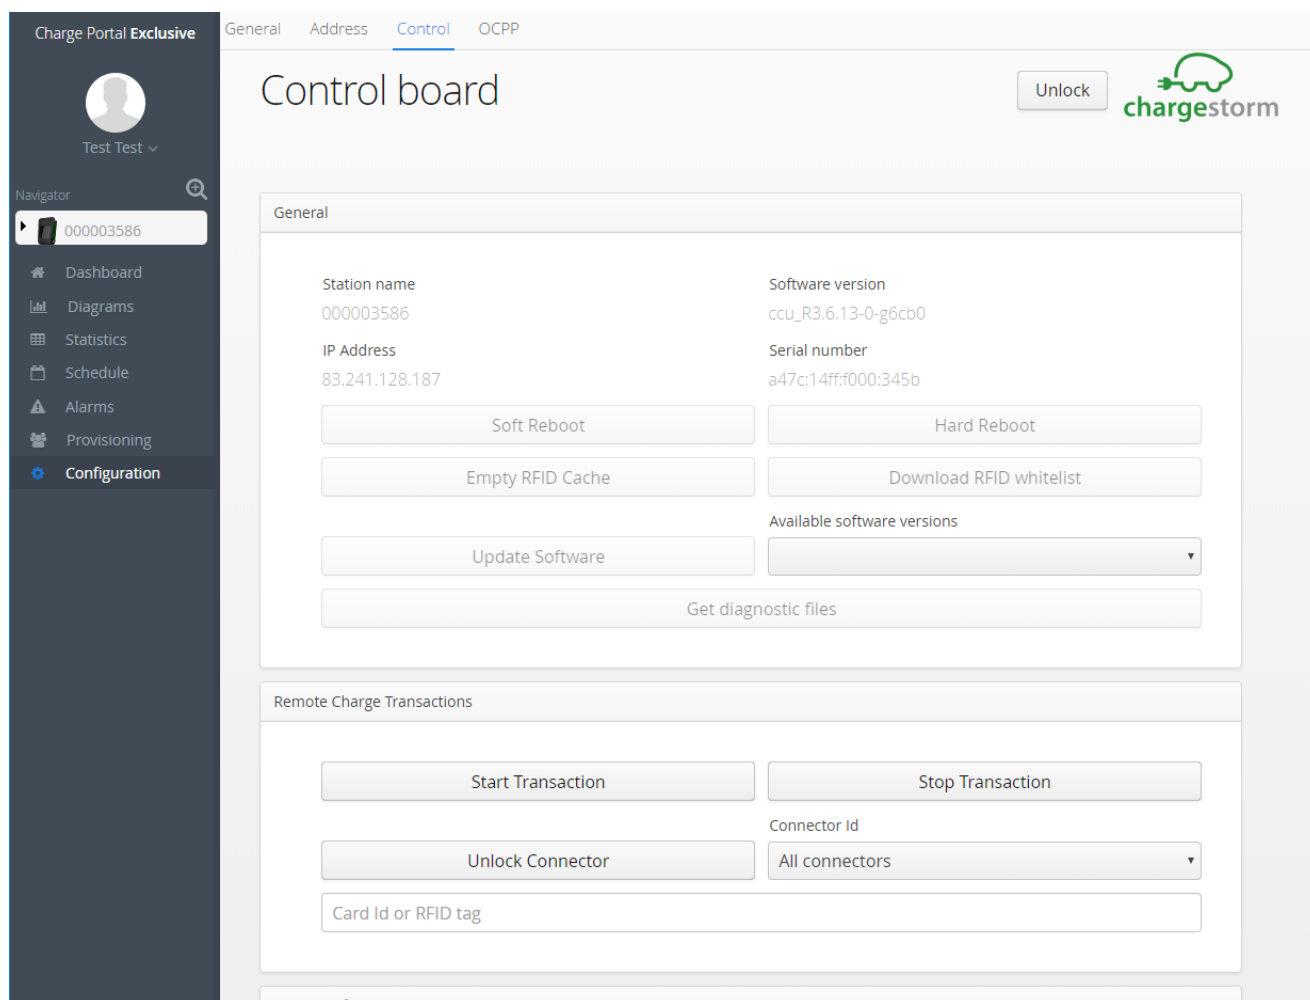 Charge Portal Exclusive
General Address Control OCPP
Control board
Unlock
chargestorm
Test Test
Navigator
000003586
Dashboard
Diagrams
Statistics
Schedule
Alarms
Provisioning
Configuration
General
Station name
000003586
Software version
ccu_R3.6.13-0-g6cb0
IP Address
83.241.128.187
Serial number
a47c:14ff:f000:345b
Soft Reboot
Hard Reboot
Empty RFID Cache
Download RFID whitelist
Available software versions
Update Software
Get diagnostic files
Remote Charge Transactions
Start Transaction
Stop Transaction
Connector Id
Unlock Connector
All connectors
Card Id or RFID tag